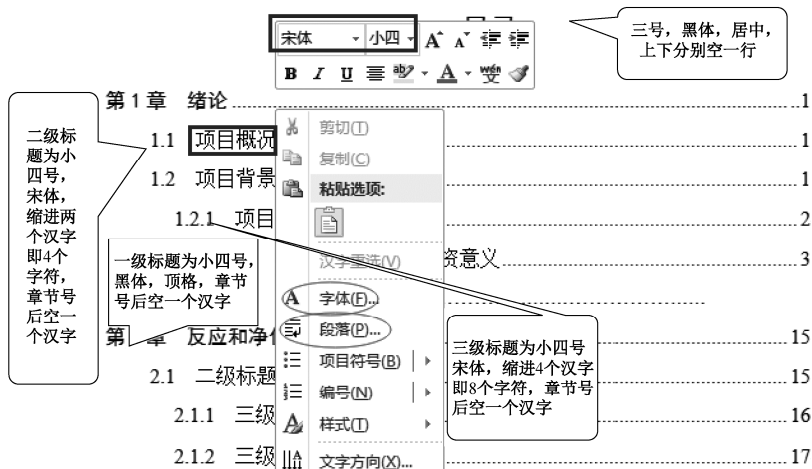 三号，黑体，居中，
上下分别空一行
宋体 小四
B I U
第 1 章 绪论 1
二级标
题为小
四号，
宋体，
缩进两
个汉字
即4个
字符，
章节号
后空一
个汉字
1.1 项目概况 1
1.2 项目背景 1
1.2.1 项目 2
资意义 3
一级标题为小四号，
黑体，顶格，章节
号后空一个汉字
剪切(T)
复制(C)
粘贴选项:
汉字重选(V)
字体(F)...
段落(P)...
项目符号(B)
编号(N)
样式(T)
文字方向(X)...
三级标题为小四号
宋体，缩进4个汉字
即8个字符，章节号
后空一个汉字
第 章 反应和净化 15
2.1 二级标题 15
2.1.1 三级 16
2.1.2 三级 17